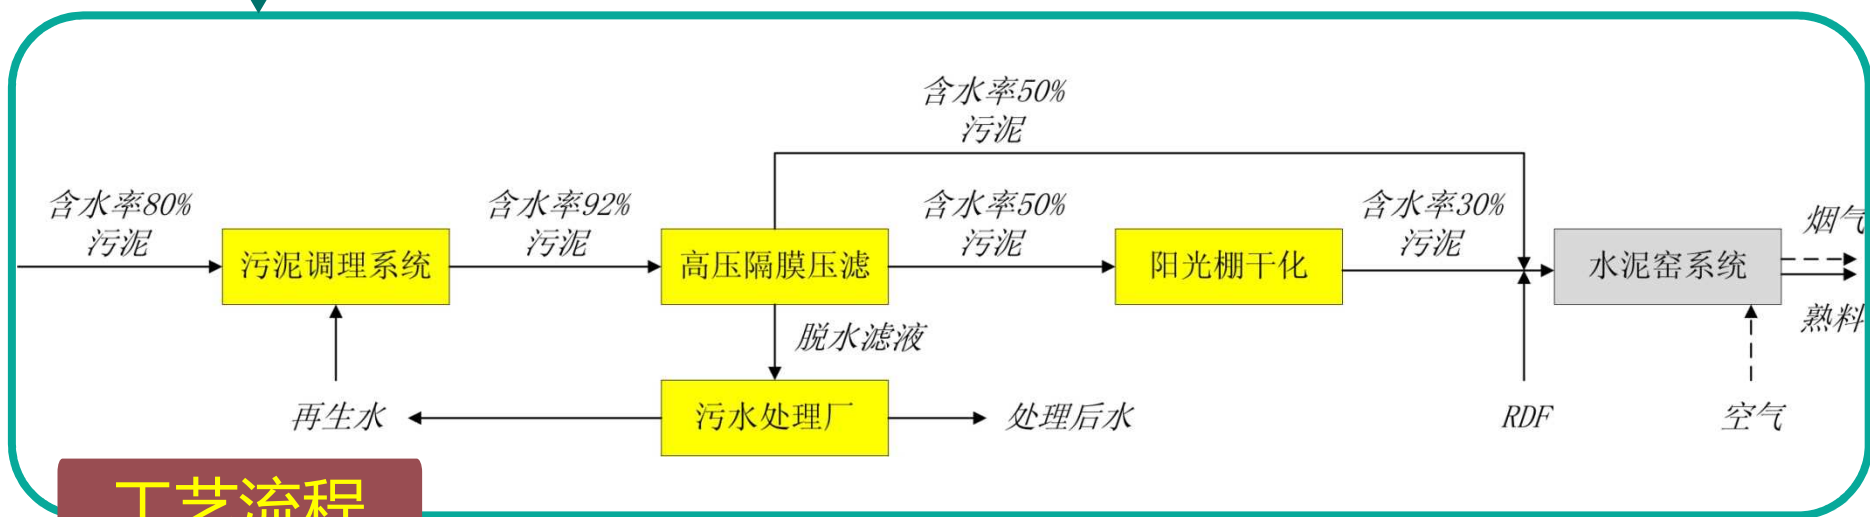 含水率50%
污泥
含水率80%
污泥
含水率92%
污泥
含水率50%
污泥
含水率30%
污泥
烟气
污泥调理系统
高压隔膜压滤
阳光棚干化
水泥窑系统
脱水滤液
熟料
再生水
污水处理厂
处理后水
RDF
空气
工艺流程